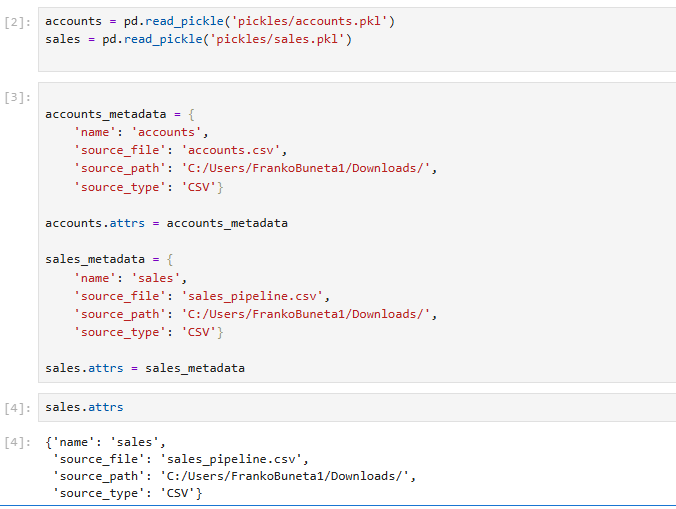 [2]: accounts = pd.read_pickle('pickles/accounts.pkl')
sales = pd.read_pickle('pickles/sales.pkl')
[3]:
accounts_metadata = {
'name': 'accounts',
'source_file': 'accounts.csv',
'source_path': 'C:/Users/FrankoBuneta1/Downloads/',
'source_type': 'CSV'}
accounts.attrs = accounts_metadata
sales_metadata = {
'name': 'sales',
'source_file': 'sales_pipeline.csv',
'source_path': 'C:/Users/FrankoBuneta1/Downloads/',
'source_type': 'CSV'}
sales.attrs = sales_metadata
[4]: sales.attrs
[4]: {'name': 'sales',
'source_file': 'sales_pipeline.csv',
'source_path': 'C:/Users/FrankoBuneta1/Downloads/',
'source_type': 'CSV'}